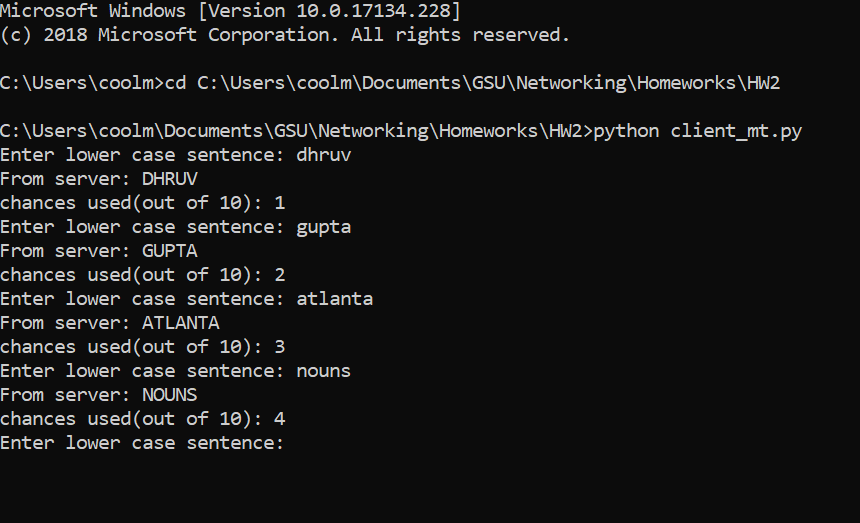 Microsoft Windows [Version 10.0.17134.228]
(c) 2018 Microsoft Corporation. All rights reserved.
C:\Users\coolm>cd C:\Users\coolm\Documents\GSU\Networking\Homeworks\HW2
C:\Users\coolm\Documents\GSU\Networking\Homeworks\HW2>python client_mt.py
Enter lower case sentence: dhruv
From server: DHRUV
chances used(out of 10): 1
Enter lower case sentence: gupta
From server: GUPTA
chances used(out of 10): 2
Enter lower case sentence: atlanta
From server: ATLANTA
chances used(out of 10): 3
Enter lower case sentence: nouns
From server: NOUNS
chances used(out of 10): 4
Enter lower case sentence: